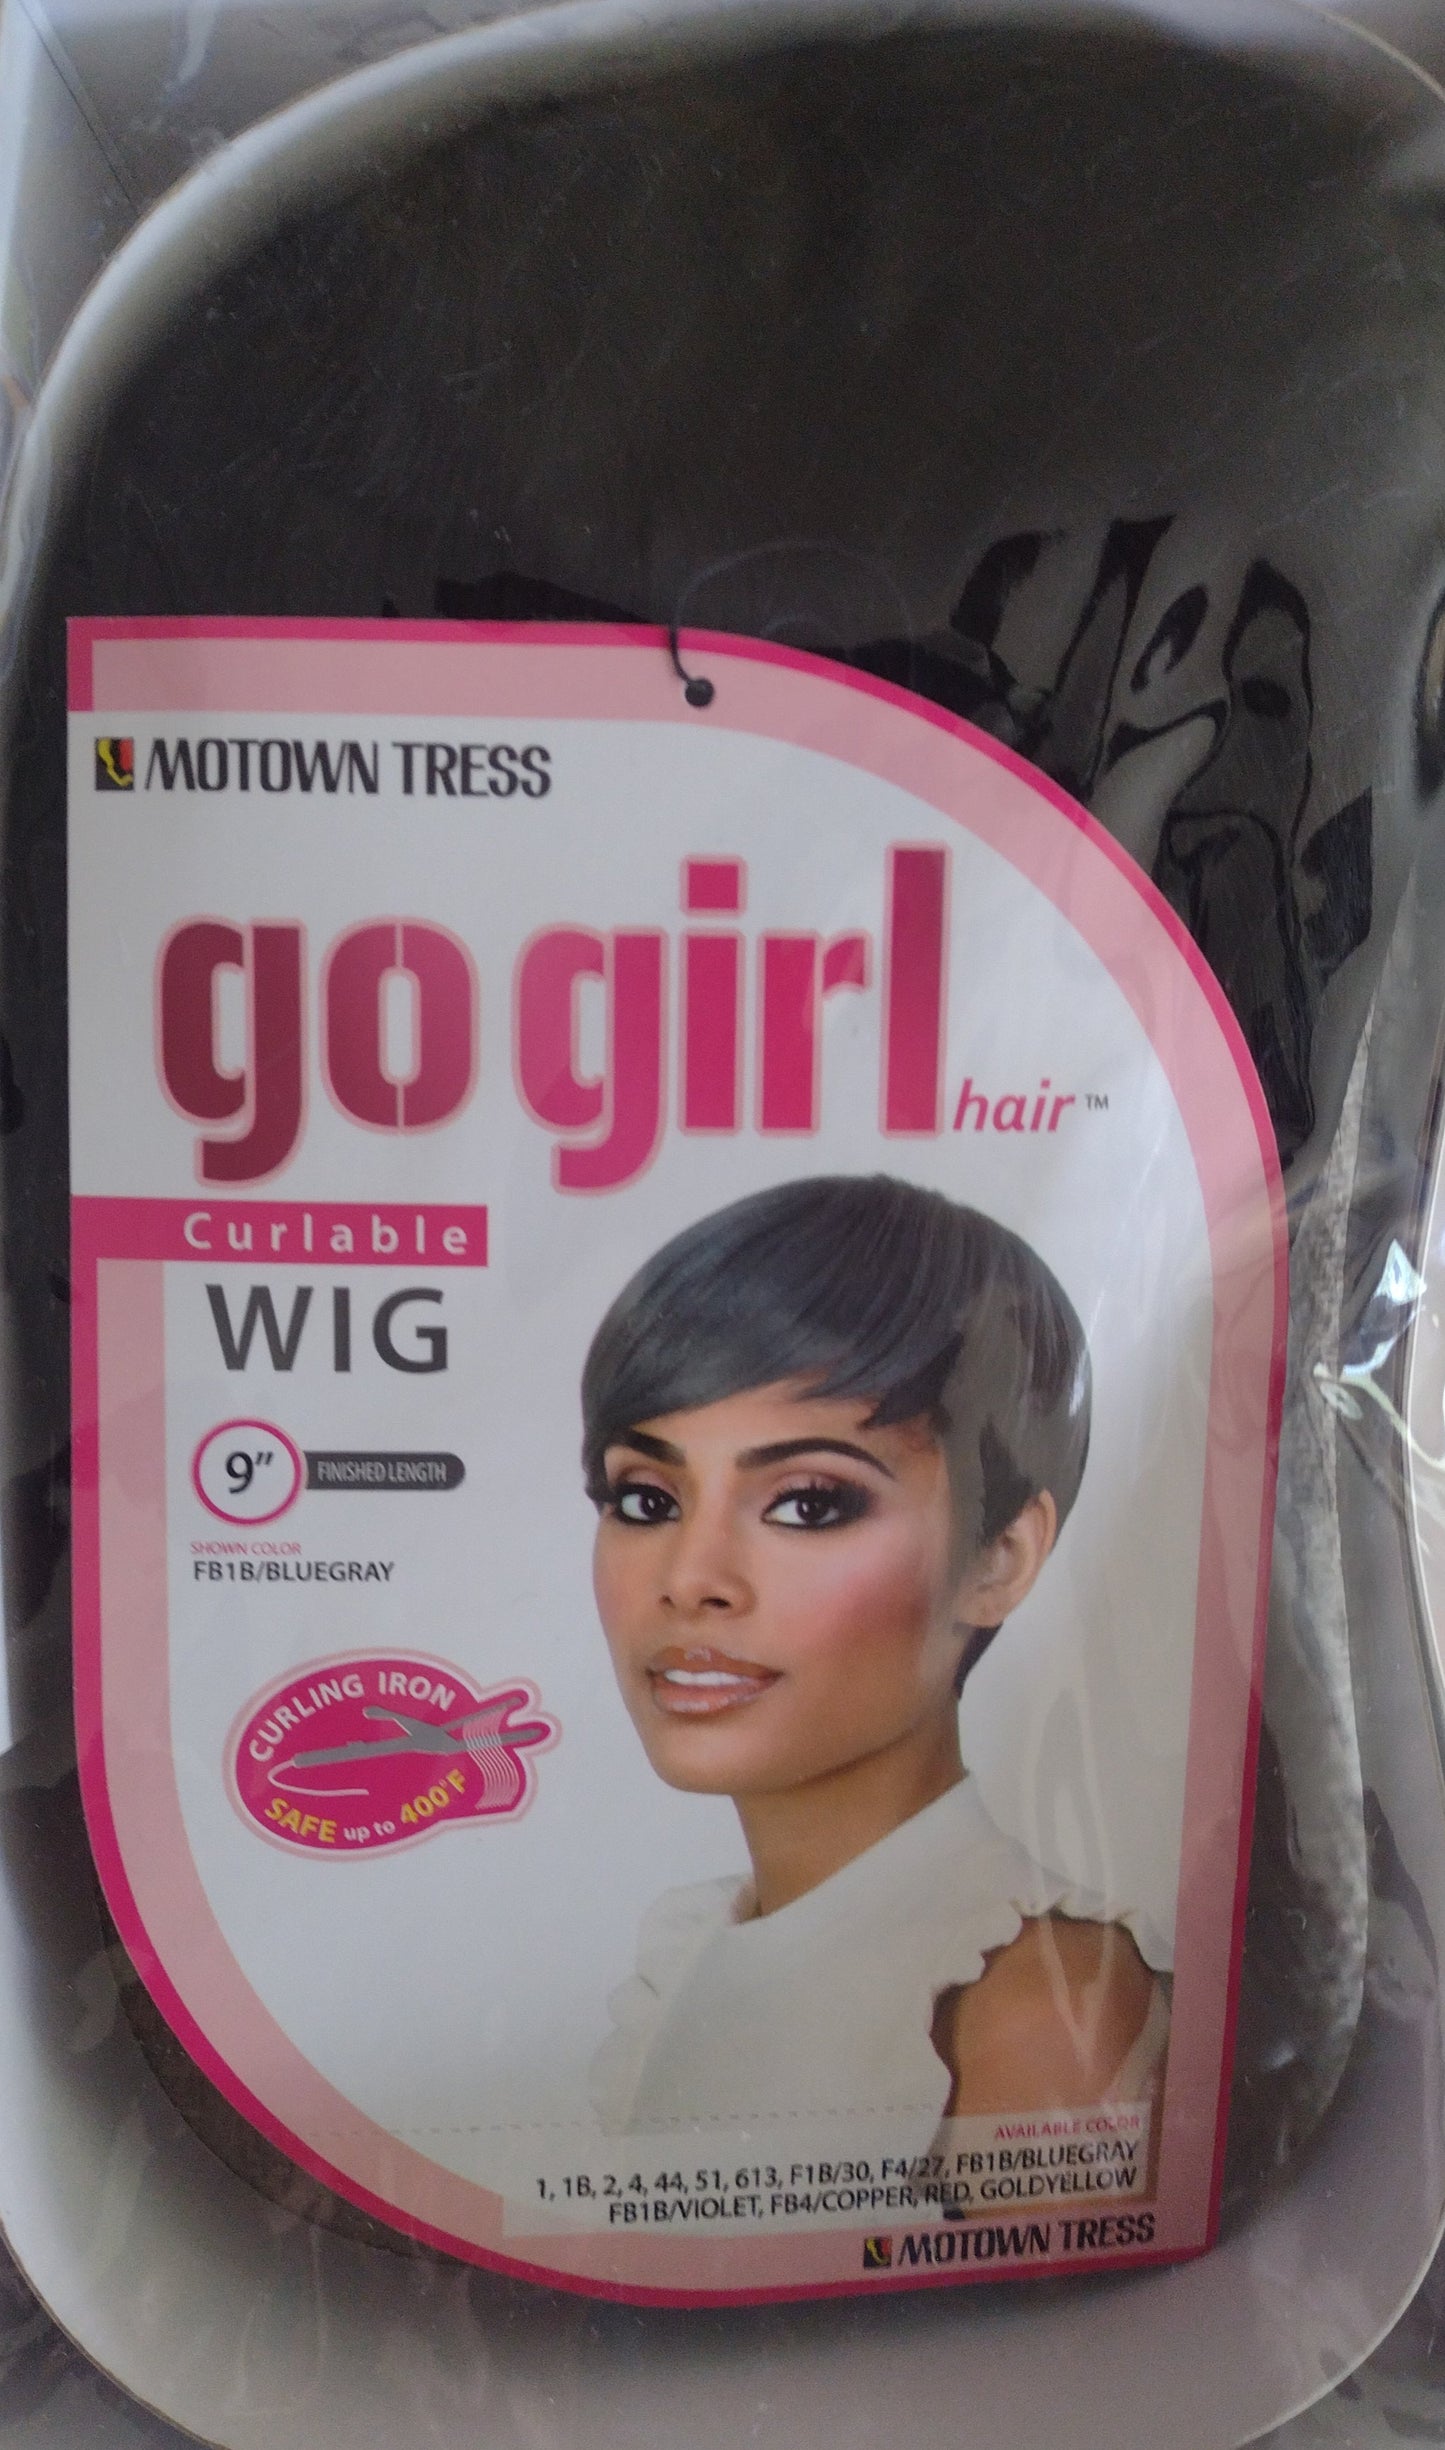 MOTOWN TRESS
go girl hair™
Curlable
WIG
9" FINISHED LENGTH
SHOWN COLOR
FB1B/BLUEGRAY
CURLING IRON
SAFE up to 400°F
AVAILABLE COLOR
1, 1B, 2, 4, 44, 51, 613, F1B/30, F4/27, FB1B/BLUEGRAY
FB1B/VIOLET, FB4/COPPER, RED, GOLDYELLOW
MOTOWN TRESS